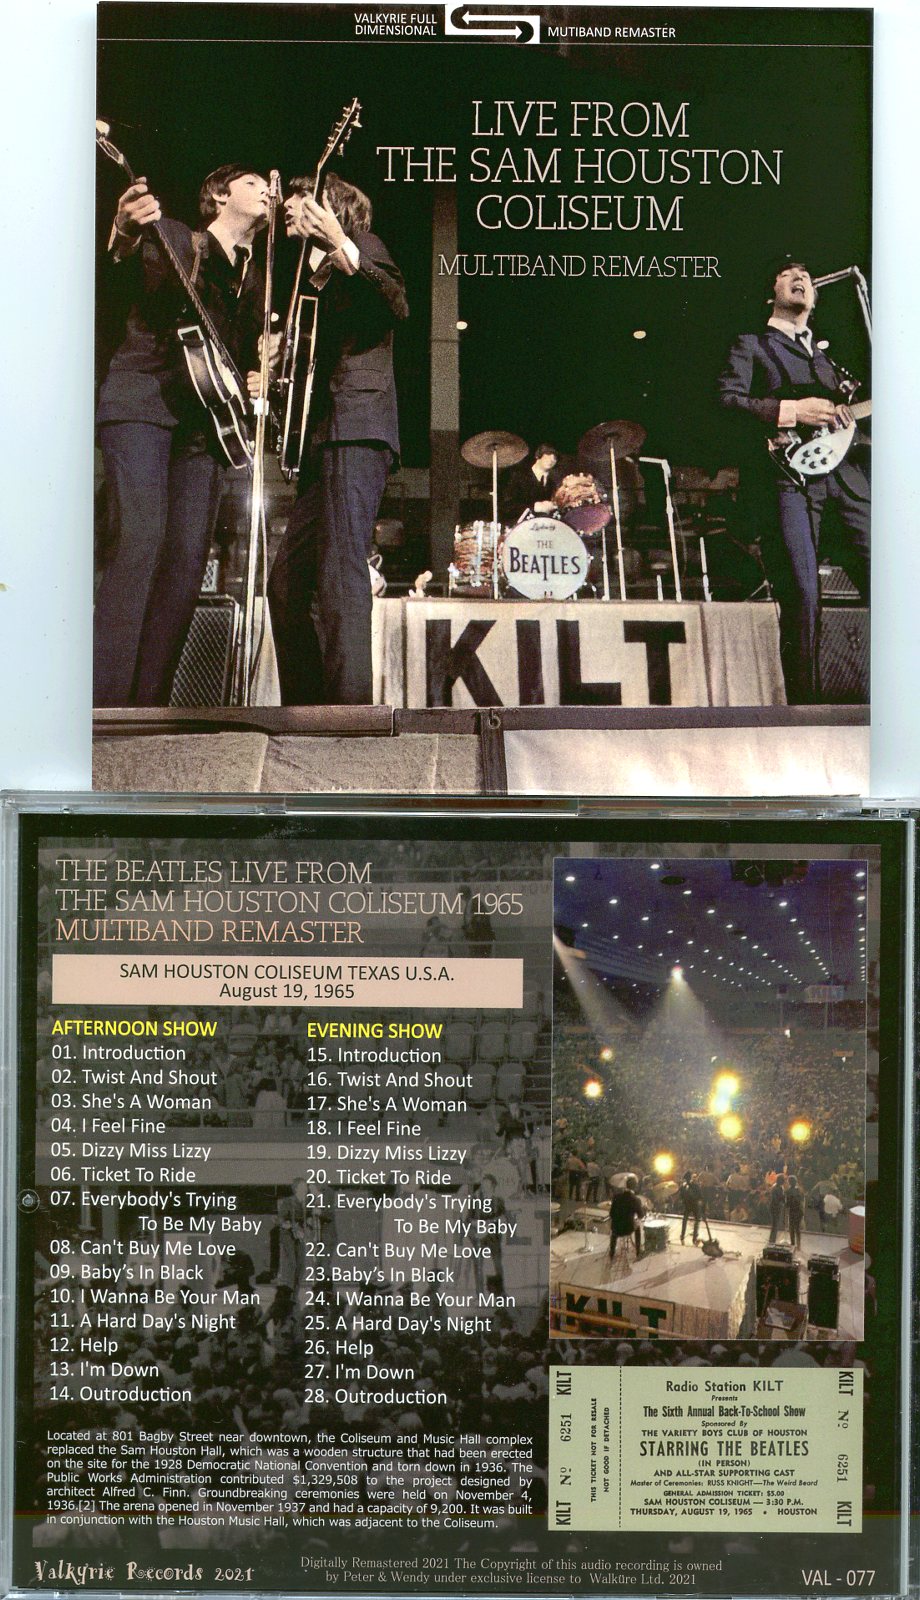 VALKYRIE FULL
DIMENSIONAL
MUTIBAND REMASTER
LIVE FROM
THE SAM HOUSTON
COLISEUM
MULTIBAND REMASTER
Ludwig
THE
BEATLES
KILT
15
THE BEATLES LIVE FROM
THE SAM HOUSTON COLISEUM 1965
MULTIBAND REMASTER
SAM HOUSTON COLISEUM TEXAS U.S.A.
August 19, 1965
AFTERNOON SHOW
01. Introduction
02. Twist And Shout
03. She's A Woman
04. I Feel Fine
05. Dizzy Miss Lizzy
06. Ticket To Ride
07. Everybody's Trying
To Be My Baby
08. Can't Buy Me Love
09. Baby’s In Black
10. I Wanna Be Your Man
11. A Hard Day's Night
12. Help
13. I'm Down
14. Outroduction
EVENING SHOW
15. Introduction
16. Twist And Shout
17. She's A Woman
18. I Feel Fine
19. Dizzy Miss Lizzy
20. Ticket To Ride
21. Everybody's Trying
To Be My Baby
22. Can't Buy Me Love
23.Baby’s In Black
24. I Wanna Be Your Man
25. A Hard Day's Night
26. Help
27. I'm Down
28. Outroduction
KILT
Located at 801 Bagby Street near downtown, the Coliseum and Music Hall complex
replaced the Sam Houston Hall, which was a wooden structure that had been erected
on the site for the 1928 Democratic National Convention and torn down in 1936. The
Public Works Administration contributed $1,329,508 to the project designed by
architect Alfred C. Finn. Groundbreaking ceremonies were held on November 4,
1936.[2] The arena opened in November 1937 and had a capacity of 9,200. It was built
in conjunction with the Houston Music Hall, which was adjacent to the Coliseum.
KILT Nº 6251 KILT
THIS TICKET NOT FOR RESALE
NOT GOOD IF DETACHED
Radio Station KILT
Presents
The Sixth Annual Back-To-School Show
Sponsored By
THE VARIETY BOYS CLUB OF HOUSTON
STARRING THE BEATLES
(IN PERSON)
AND ALL-STAR SUPPORTING CAST
Master of Ceremonies: RUSS KNIGHT—The Weird Beard
GENERAL ADMISSION TICKET: $5.00
SAM HOUSTON COLISEUM — 3:30 P.M.
THURSDAY, AUGUST 19, 1965 • HOUSTON
KILT Nº 6251 KILT
Valkyrie Records 2021
Digitally Remastered 2021 The Copyright of this audio recording is owned
by Peter & Wendy under exclusive license to Walküre Ltd. 2021
VAL - 077